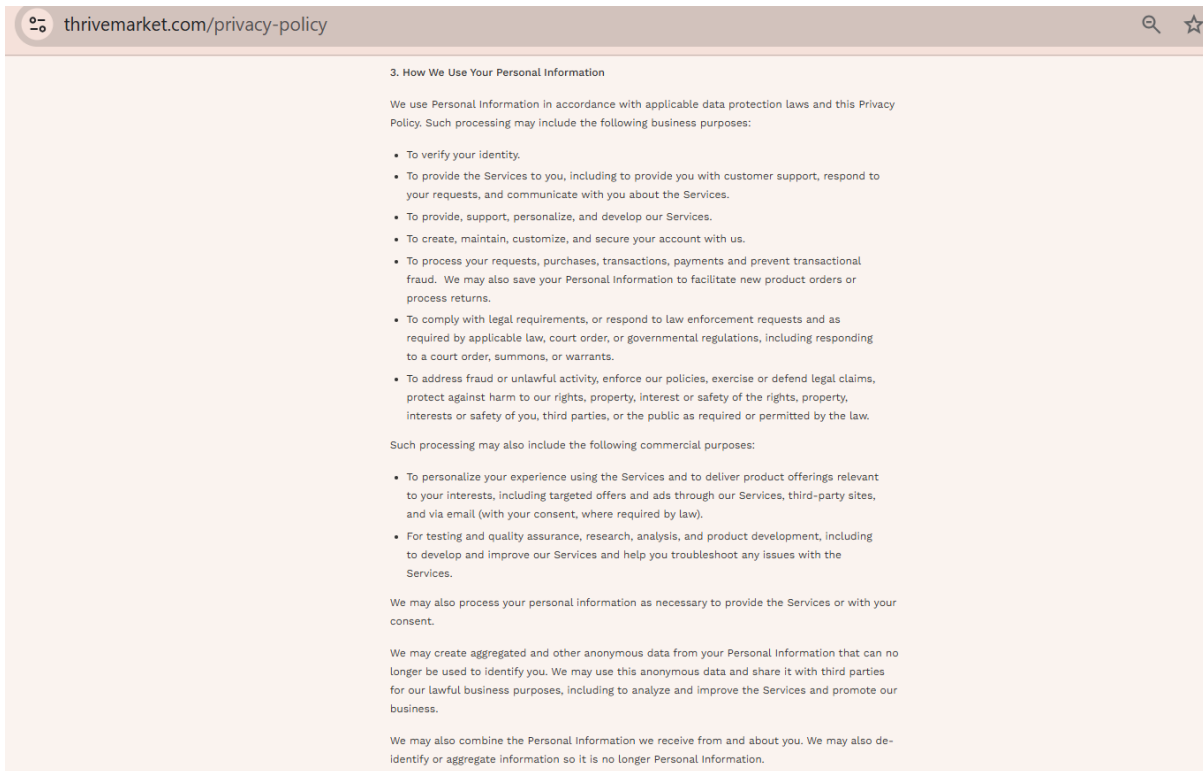 thrivemarket.com/privacy-policy
3. How We Use Your Personal Information
We use Personal Information in accordance with applicable data protection laws and this Privacy
Policy. Such processing may include the following business purposes:
• To verify your identity.
• To provide the Services to you, including to provide you with customer support, respond to
your requests, and communicate with you about the Services.
• To provide, support, personalize, and develop our Services.
• To create, maintain, customize, and secure your account with us.
• To process your requests, purchases, transactions, payments and prevent transactional
fraud.  We may also save your Personal Information to facilitate new product orders or
process returns.
• To comply with legal requirements, or respond to law enforcement requests and as
required by applicable law, court order, or governmental regulations, including responding
to a court order, summons, or warrants.
• To address fraud or unlawful activity, enforce our policies, exercise or defend legal claims,
protect against harm to our rights, property, interest or safety of the rights, property,
interests or safety of you, third parties, or the public as required or permitted by the law.
Such processing may also include the following commercial purposes:
• To personalize your experience using the Services and to deliver product offerings relevant
to your interests, including targeted offers and ads through our Services, third-party sites,
and via email (with your consent, where required by law).
• For testing and quality assurance, research, analysis, and product development, including
to develop and improve our Services and help you troubleshoot any issues with the
Services.
We may also process your personal information as necessary to provide the Services or with your
consent.
We may create aggregated and other anonymous data from your Personal Information that can no
longer be used to identify you. We may use this anonymous data and share it with third parties
for our lawful business purposes, including to analyze and improve the Services and promote our
business.
We may also combine the Personal Information we receive from and about you. We may also de-
identify or aggregate information so it is no longer Personal Information.